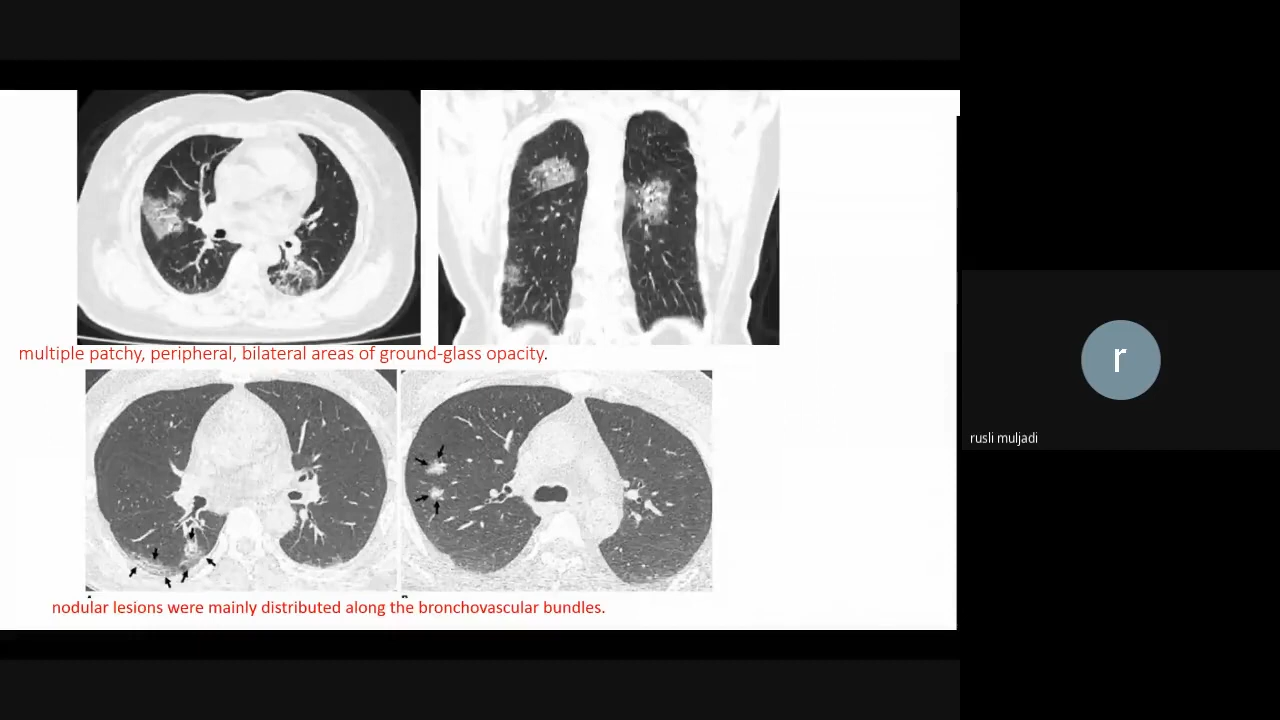 multiple patchy, peripheral, bilateral areas of ground-glass opacity.
nodular lesions were mainly distributed along the bronchovascular bundles.
r
rusli muljadi